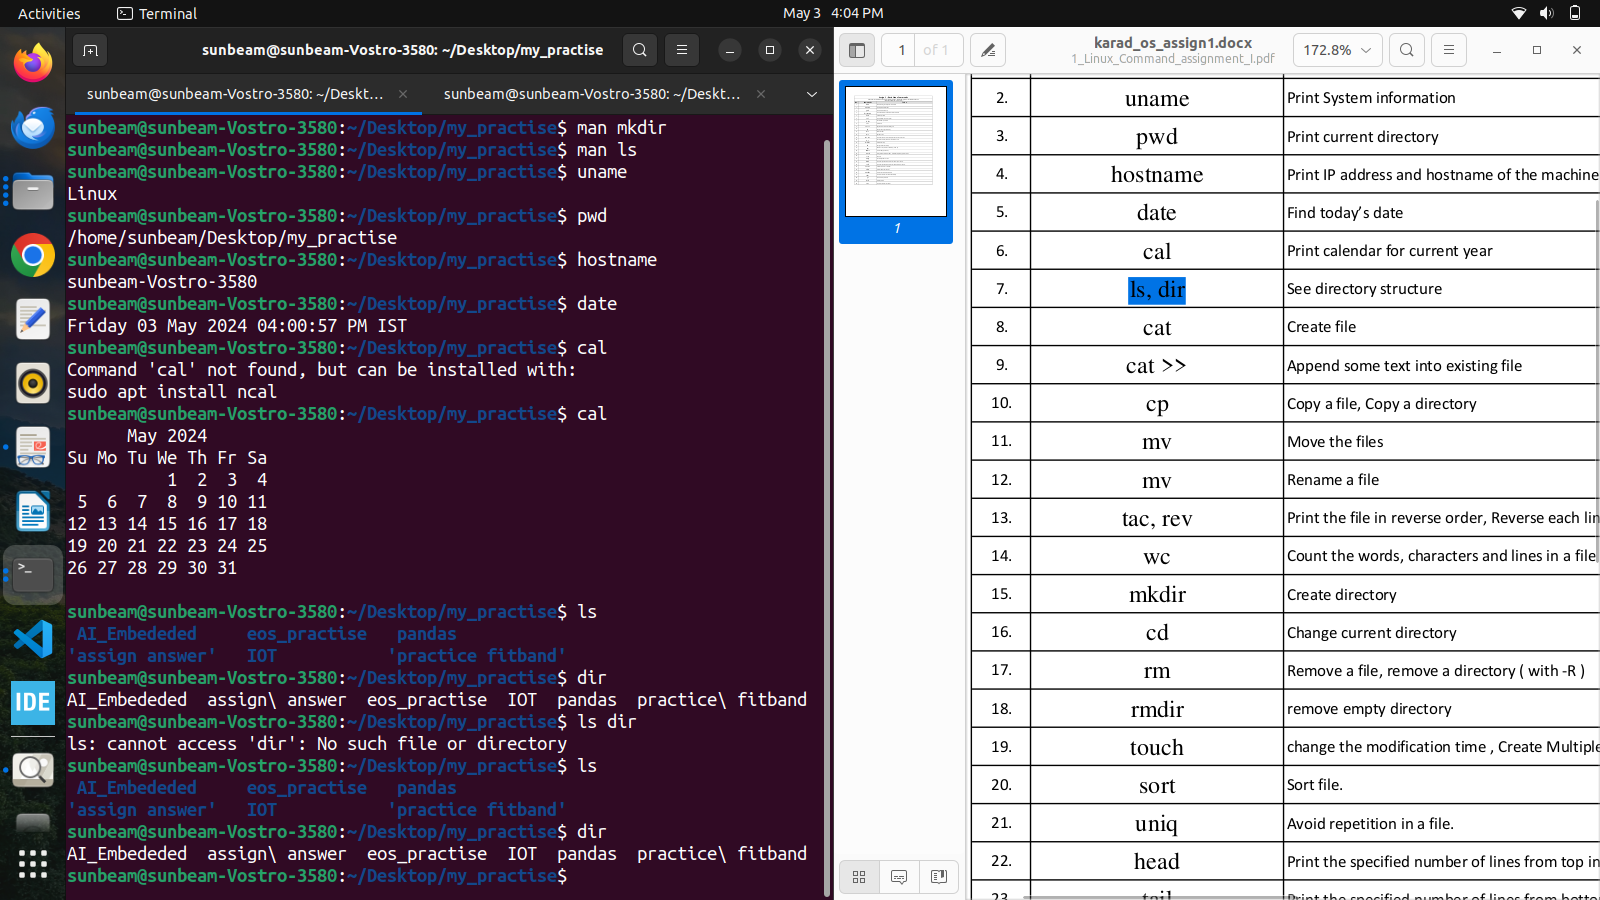 Activities
Terminal
May 3 4:04 PM
sunbeam@sunbeam-Vostro-3580: ~/Desktop/my_practise
sunbeam@sunbeam-Vostro-3580: ~/Deskt...
sunbeam@sunbeam-Vostro-3580: ~/Deskt...
sunbeam@sunbeam-Vostro-3580:~/Desktop/my_practise$ man mkdir
sunbeam@sunbeam-Vostro-3580:~/Desktop/my_practise$ man ls
sunbeam@sunbeam-Vostro-3580:~/Desktop/my_practise$ uname
Linux
sunbeam@sunbeam-Vostro-3580:~/Desktop/my_practise$ pwd
/home/sunbeam/Desktop/my_practise
sunbeam@sunbeam-Vostro-3580:~/Desktop/my_practise$ hostname
sunbeam-Vostro-3580
sunbeam@sunbeam-Vostro-3580:~/Desktop/my_practise$ date
Friday 03 May 2024 04:00:57 PM IST
sunbeam@sunbeam-Vostro-3580:~/Desktop/my_practise$ cal
Command 'cal' not found, but can be installed with:
sudo apt install ncal
sunbeam@sunbeam-Vostro-3580:~/Desktop/my_practise$ cal
May 2024
Su Mo Tu We Th Fr Sa
1 2 3 4
5 6 7 8 9 10 11
12 13 14 15 16 17 18
19 20 21 22 23 24 25
26 27 28 29 30 31
sunbeam@sunbeam-Vostro-3580:~/Desktop/my_practise$ ls
AI_Embededed eos_practise pandas
'assign answer' IOT 'practice fitband'
sunbeam@sunbeam-Vostro-3580:~/Desktop/my_practise$ dir
AI_Embededed assign\ answer eos_practise IOT pandas practice\ fitband
sunbeam@sunbeam-Vostro-3580:~/Desktop/my_practise$ ls dir
ls: cannot access 'dir': No such file or directory
sunbeam@sunbeam-Vostro-3580:~/Desktop/my_practise$ ls
AI_Embededed eos_practise pandas
'assign answer' IOT 'practice fitband'
sunbeam@sunbeam-Vostro-3580:~/Desktop/my_practise$ dir
AI_Embededed assign\ answer eos_practise IOT pandas practice\ fitband
sunbeam@sunbeam-Vostro-3580:~/Desktop/my_practise$
IDE
1 of 1
karad_os_assign1.docx
1_Linux_Command_assignment_I.pdf
172.8%
1
2. uname Print System information
3. pwd Print current directory
4. hostname Print IP address and hostname of the machine
5. date Find today’s date
6. cal Print calendar for current year
7. ls, dir See directory structure
8. cat Create file
9. cat >> Append some text into existing file
10. cp Copy a file, Copy a directory
11. mv Move the files
12. mv Rename a file
13. tac, rev Print the file in reverse order, Reverse each lin
14. wc Count the words, characters and lines in a file
15. mkdir Create directory
16. cd Change current directory
17. rm Remove a file, remove a directory ( with -R )
18. rmdir remove empty directory
19. touch change the modification time , Create Multiple
20. sort Sort file.
21. uniq Avoid repetition in a file.
22. head Print the specified number of lines from top in
23. tail Print the specified number of lines from botto